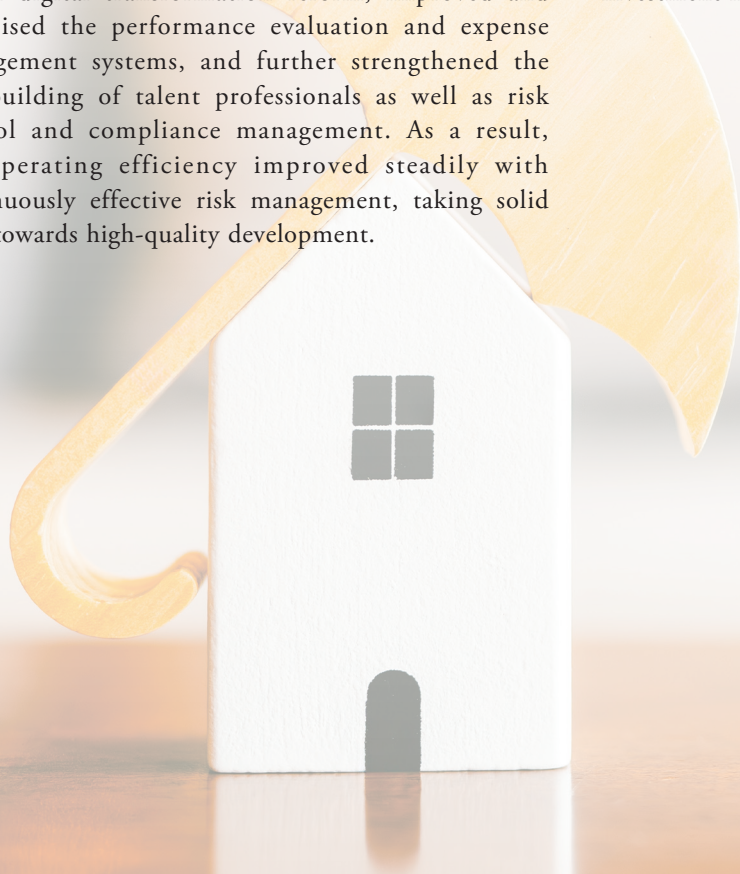 ised the performance evaluation and expense
gement systems, and further strengthened the
uilding of talent professionals as well as risk
ol and compliance management. As a result,
perating efficiency improved steadily with
nuously effective risk management, taking solid
towards high-quality development.